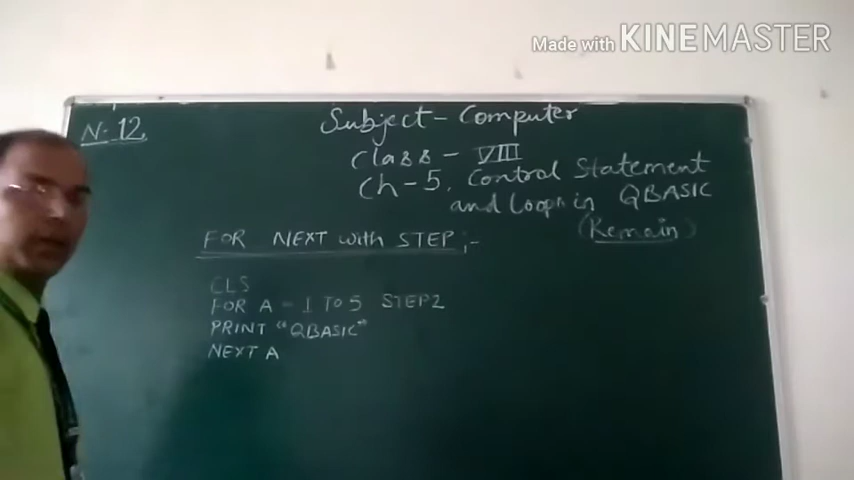 Made with KINEMASTER
N. 12
Subject - Computer
Class - VIII
Ch - 5. Control Statement
and Loop in QBASIC
(Remain)
FOR NEXT with STEP :-
CLS
FOR A = 1 TO 5 STEP 2
PRINT "QBASIC"
NEXT A